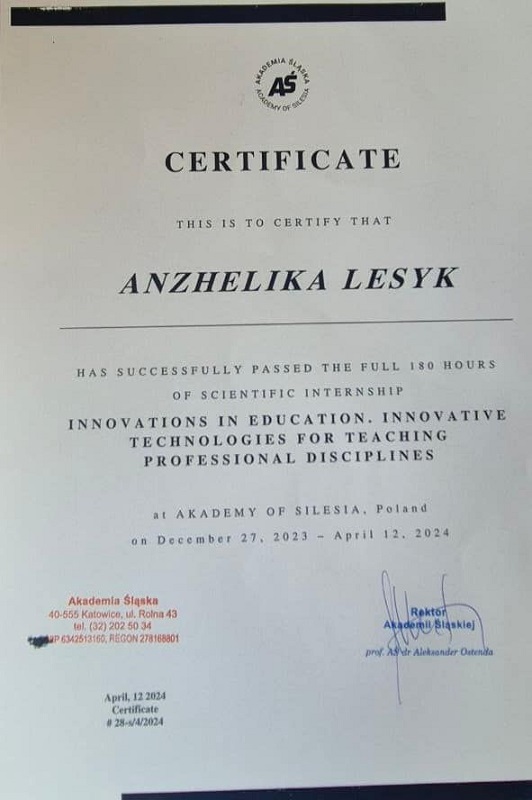 AKADEMIA ŚLĄSKA
AŚ
ACADEMY OF SILESIA
CERTIFICATE
THIS IS TO CERTIFY THAT
ANZHELIKA LESYK
HAS SUCCESSFULLY PASSED THE FULL 180 HOURS
OF SCIENTIFIC INTERNSHIP
INNOVATIONS IN EDUCATION. INNOVATIVE
TECHNOLOGIES FOR TEACHING
PROFESSIONAL DISCIPLINES
at AKADEMY OF SILESIA, Poland
on December 27, 2023 – April 12, 2024
Akademia Śląska
40-555 Katowice, ul. Rolna 43
tel. (32) 202 50 34
6342513160, REGON 278168801
Rektor
Akademii Śląskiej
prof. AŚ dr Aleksander Ostenda
April, 12 2024
Certificate
# 28-s/4/2024